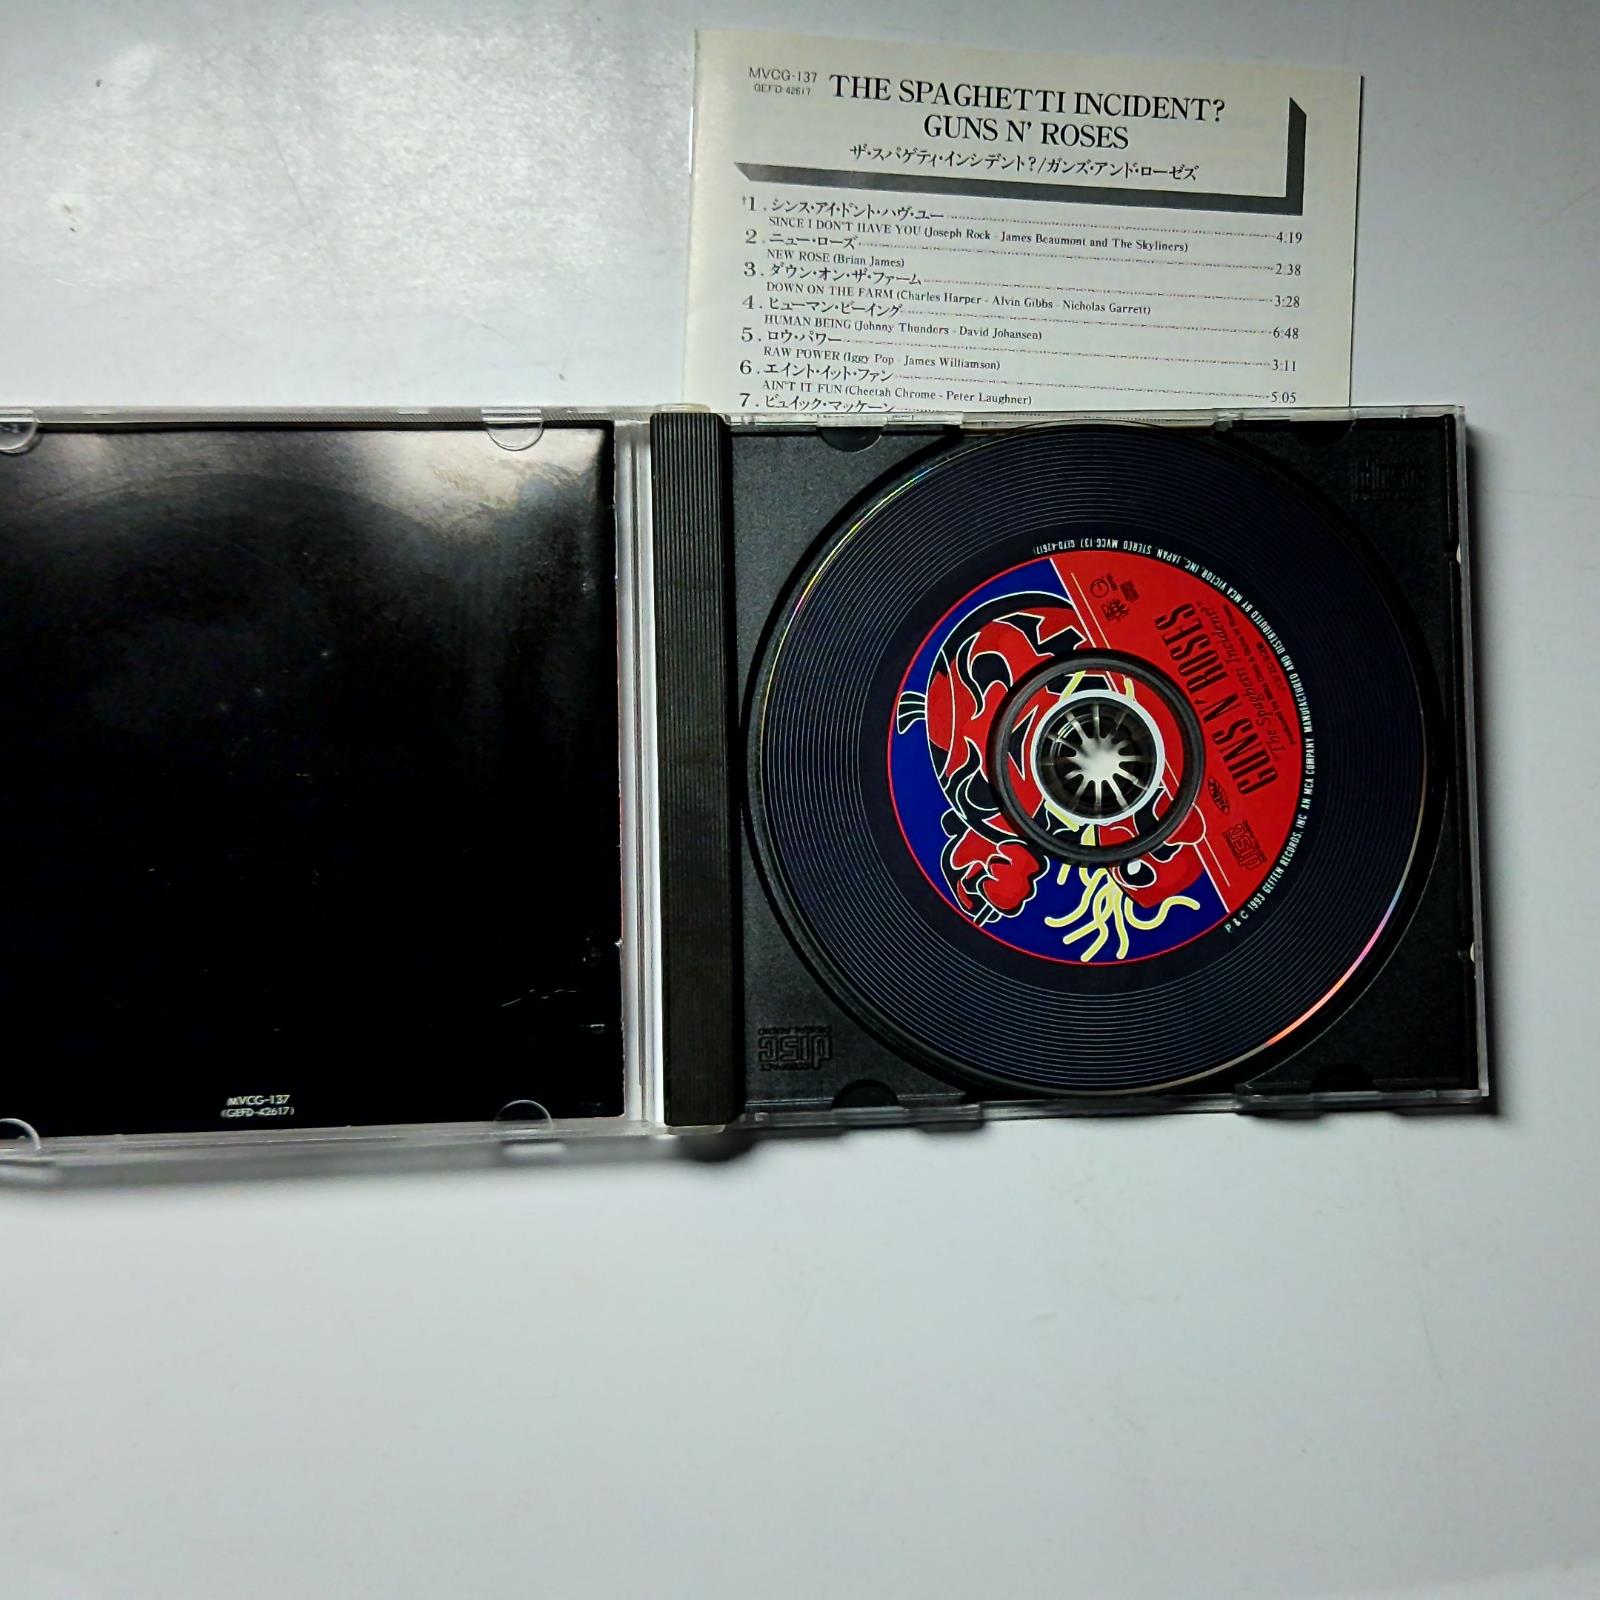 MVCG-137
GEFD-42617
THE SPAGHETTI INCIDENT?
GUNS N' ROSES
ザ・スパゲティ・インシデント?/ガンズ・アンド・ローゼズ
†1. シンス・アイ・ドント・ハヴ・ユー 4:19
SINCE I DON'T HAVE YOU (Joseph Rock - James Beaumont and The Skyliners)
2. ニュー・ローズ 2:38
NEW ROSE (Brian James)
3. ダウン・オン・ザ・ファーム 3:28
DOWN ON THE FARM (Charles Harper - Alvin Gibbs - Nicholas Garrett)
4. ヒューマン・ビーイング 6:48
HUMAN BEING (Johnny Thunders - David Johansen)
5. ロウ・パワー 3:11
RAW POWER (Iggy Pop - James Williamson)
6. エイント・イット・ファン 5:05
AIN'T IT FUN (Cheetah Chrome - Peter Laughner)
7. ビュイック・マッケーン
GUNS N' ROSES
"The Spaghetti Incident?"
P & C 1993 GEFFEN RECORDS, INC. AN MCA COMPANY. MANUFACTURED AND DISTRIBUTED BY MCA VICTOR, INC., JAPAN STEREO MVCG-137 (GEFD-42617)
COMPACT
disc
DIGITAL AUDIO
MVCG-137
(GEFD-42617)